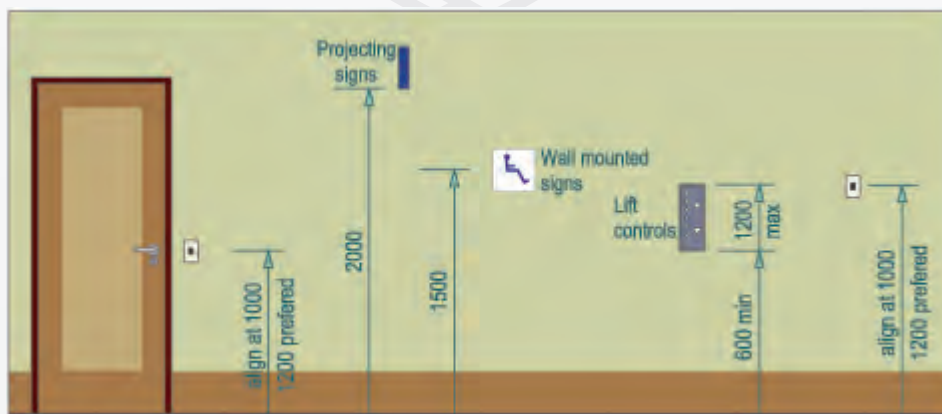 Projecting
signs
Wall mounted
signs
Lift
controls
1200
max
2000
1500
align at 1000
1200 prefered
600 min
align at 1000
1200 prefered